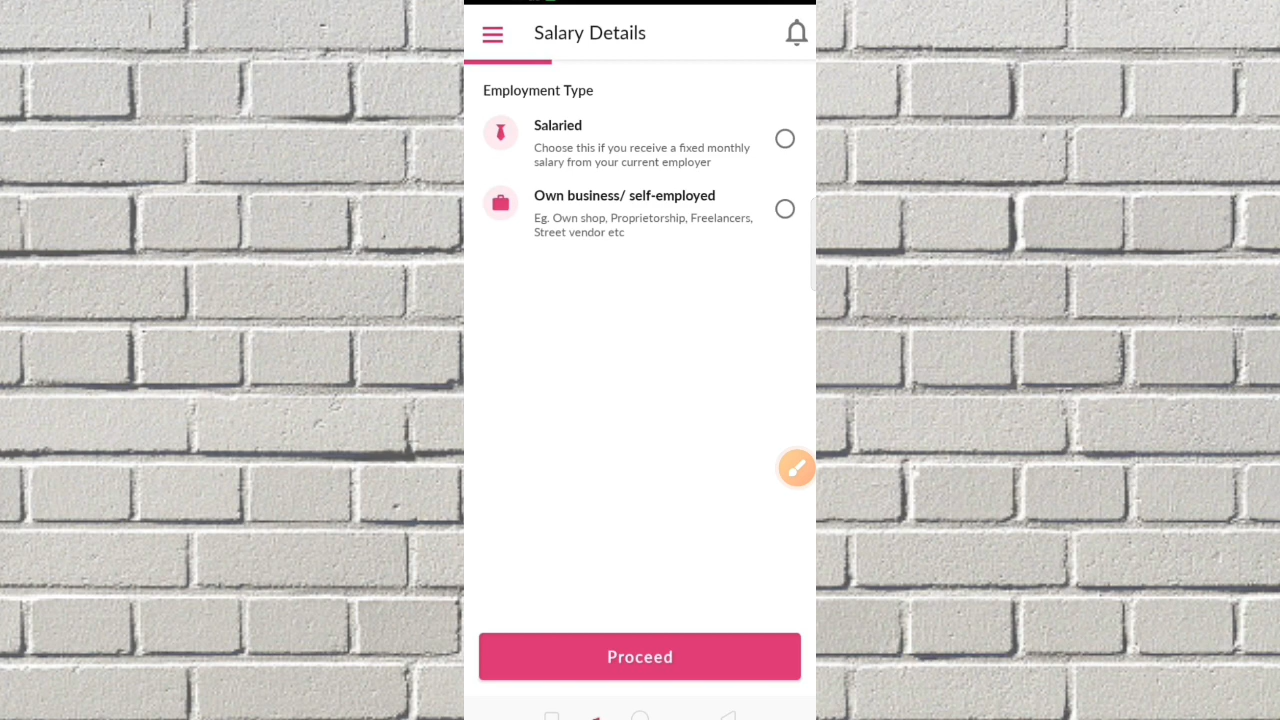 Salary Details
Employment Type
Salaried
Choose this if you receive a fixed monthly
salary from your current employer
Own business/ self-employed
Eg. Own shop, Proprietorship, Freelancers,
Street vendor etc
Proceed